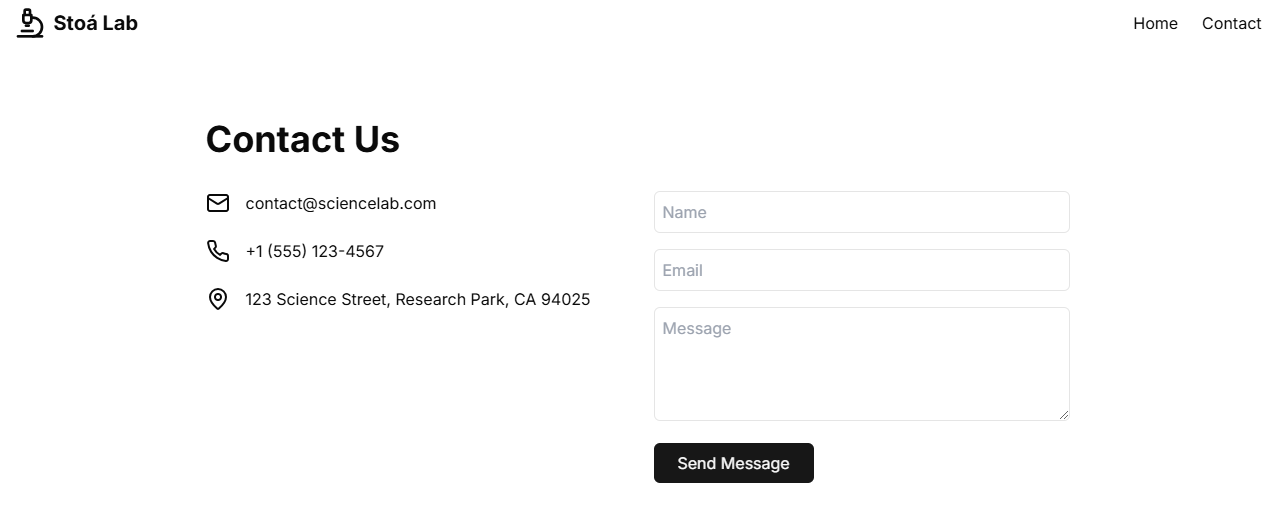 Stoá Lab
Home
Contact
Contact Us
contact@sciencelab.com
+1 (555) 123-4567
123 Science Street, Research Park, CA 94025
Name
Email
Message
Send Message